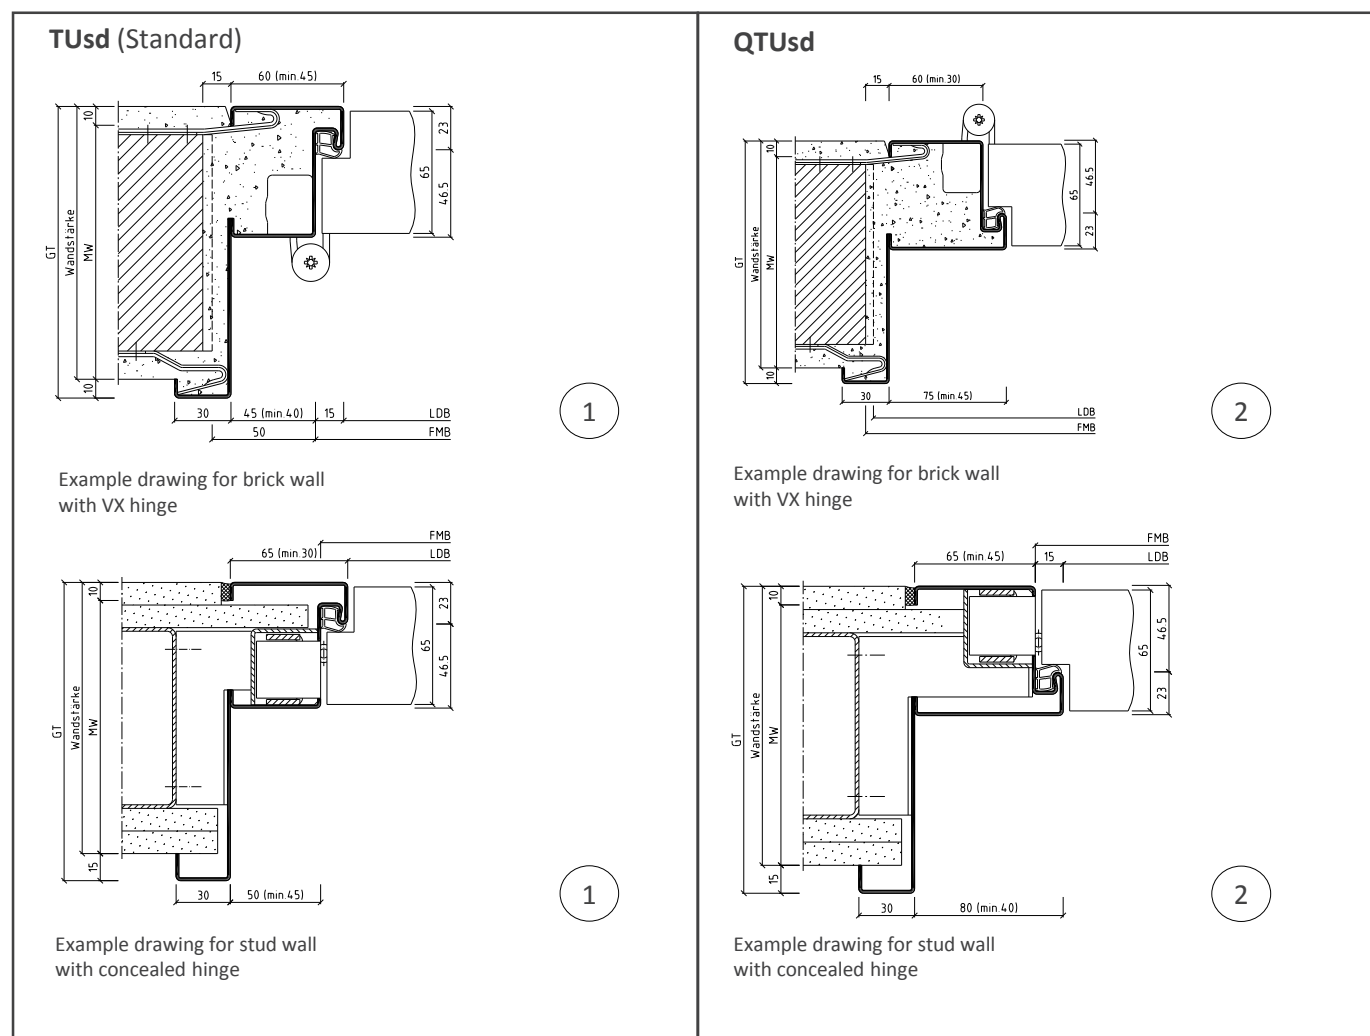 TUsd (Standard)
15 60 (min.45)
10
23
65
46.5
GT
Wandstärke
MW
10
30 45 (min.40) 15 LDB
50 FMB
1
Example drawing for brick wall
with VX hinge
FMB
65 (min.30) LDB
10
23
65
46.5
GT
Wandstärke
MW
15
30 50 (min.45)
1
Example drawing for stud wall
with concealed hinge
QTUsd
15 60 (min.30)
10
46.5
65
23
GT
Wandstärke
MW
10
30 75 (min.45)
LDB
FMB
2
Example drawing for brick wall
with VX hinge
FMB
65 (min.45) 15 LDB
10
46.5
65
23
GT
Wandstärke
MW
15
30 80 (min.40)
2
Example drawing for stud wall
with concealed hinge